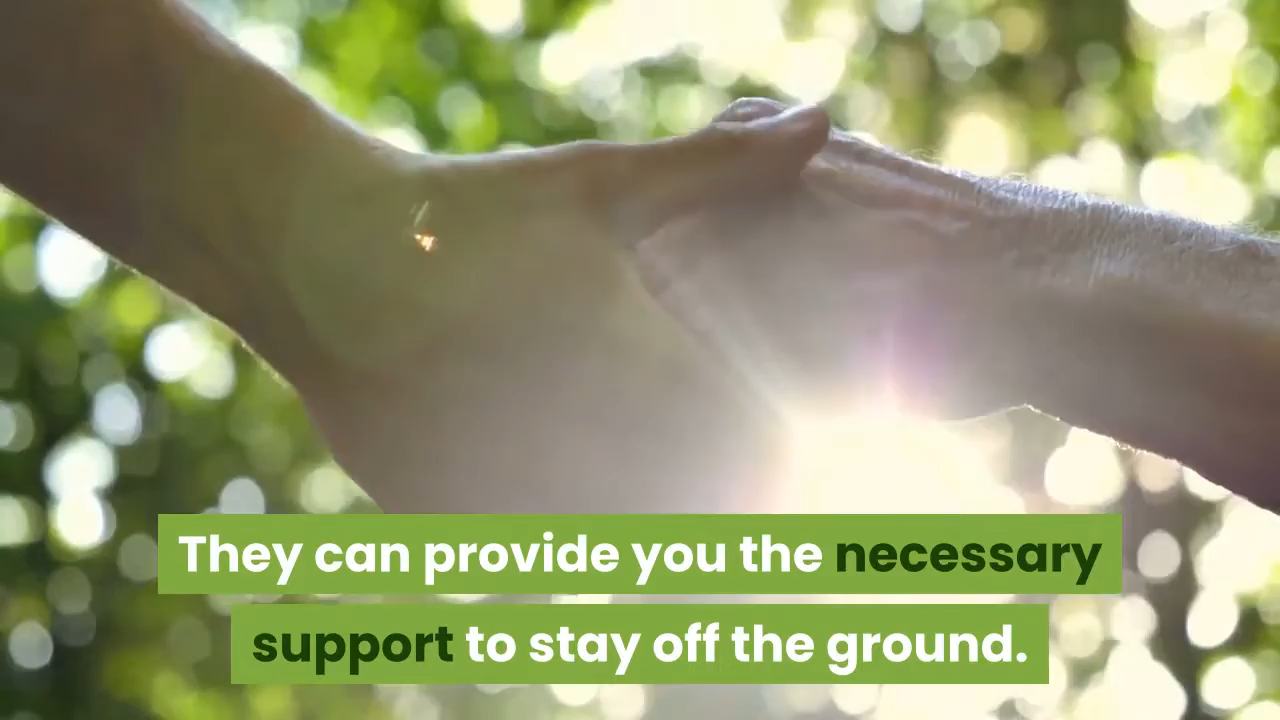 They can provide you the necessary
support to stay off the ground.